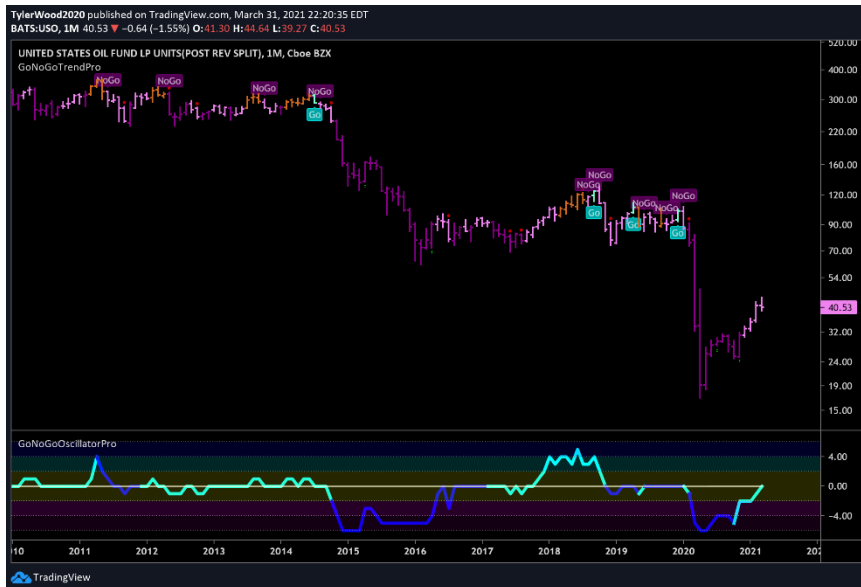 TylerWood2020 published on TradingView.com, March 31, 2021 22:20:35 EDT
BATS:USO, 1M 40.53 ▼ −0.64 (−1.55%) O:41.30 H:44.64 L:39.27 C:40.53
UNITED STATES OIL FUND LP UNITS(POST REV SPLIT), 1M, Cboe BZX
GoNoGoTrendPro
520.00
400.00
300.00
220.00
160.00
120.00
90.00
70.00
54.00
40.53
32.00
24.00
19.00
15.00
NoGo
NoGo
NoGo
NoGo
Go
NoGo
NoGo
Go
NoGo
NoGo
NoGo
Go
Go
GoNoGoOscillatorPro
4.00
0.00
−4.00
2011 2012 2013 2014 2015 2016 2017 2018 2019 2020 2021
TradingView